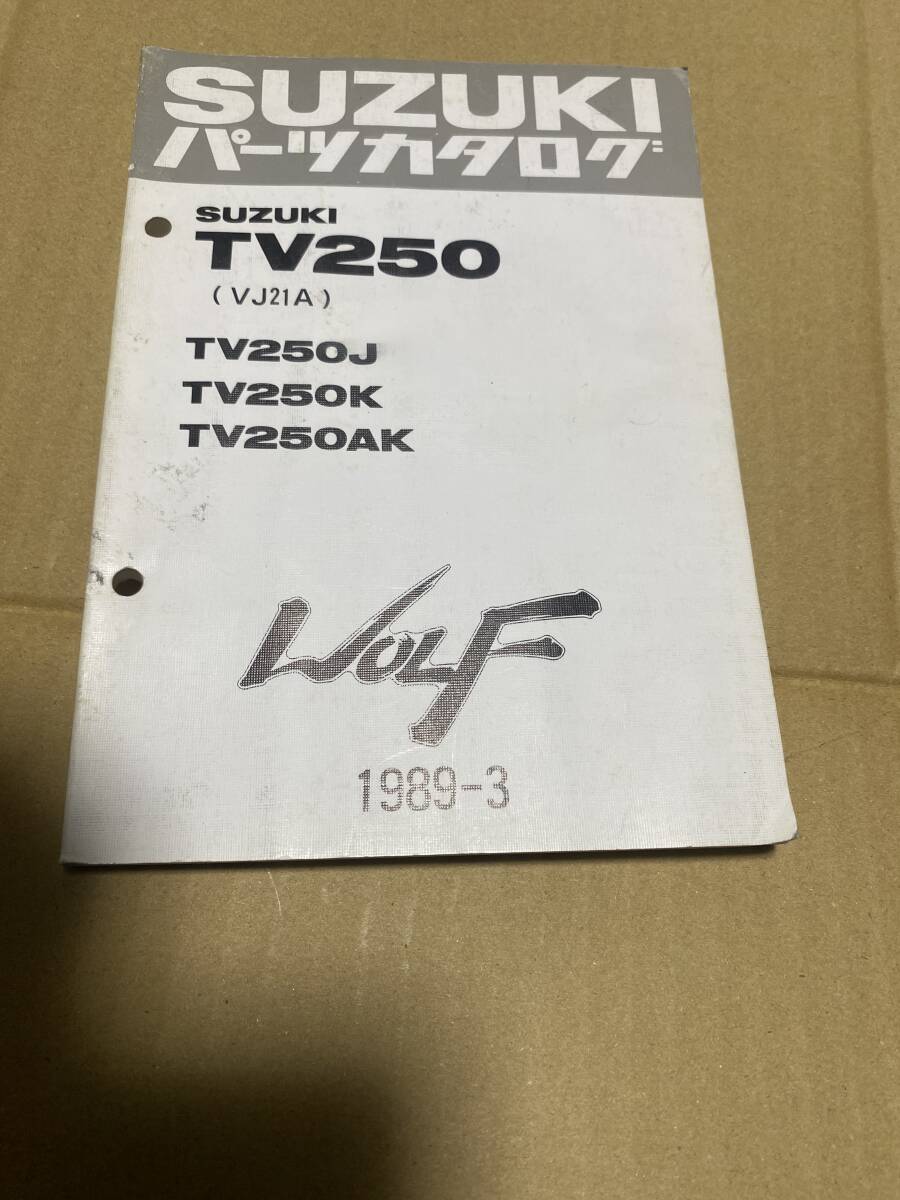 SUZUKI
パーツカタログ
SUZUKI
TV250
(VJ21A)
TV250J
TV250K
TV250AK
WOLF
1989-3